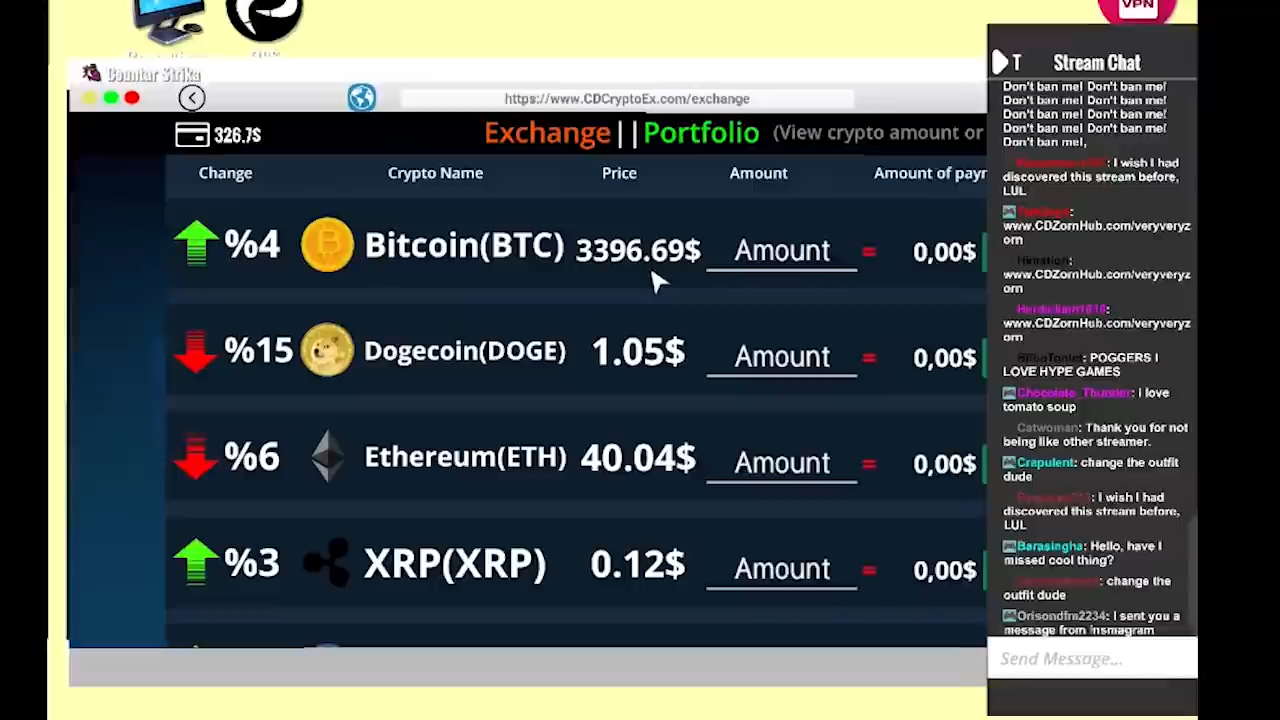 VPN
Countar Strika
https://www.CDCryptoEx.com/exchange
326.7$
Exchange||Portfolio (View crypto amount or
Change Crypto Name Price Amount Amount of payr
%4 Bitcoin(BTC) 3396.69$ Amount = 0,00$
%15 Dogecoin(DOGE) 1.05$ Amount = 0,00$
%6 Ethereum(ETH) 40.04$ Amount = 0,00$
%3 XRP(XRP) 0.12$ Amount = 0,00$
T Stream Chat
Don't ban me! Don't ban me!
Don't ban me! Don't ban me!
Don't ban me! Don't ban me!
Don't ban me! Don't ban me!
Don't ban me!,
: I wish I had
discovered this stream before,
LUL
:
www.CDZornHub.com/veryveryz
orn
:
www.CDZornHub.com/veryveryz
orn
:
www.CDZornHub.com/veryveryz
orn
: POGGERS I
LOVE HYPE GAMES
Chocolate_Thunder: I love
tomato soup
Catwoman: Thank you for not
being like other streamer.
Crapulent: change the outfit
dude
: I wish I had
discovered this stream before,
LUL
Barasingha: Hello, have I
missed cool thing?
: change the
outfit dude
Orisondfm2234: I sent you a
message from insmagram
Send Message...